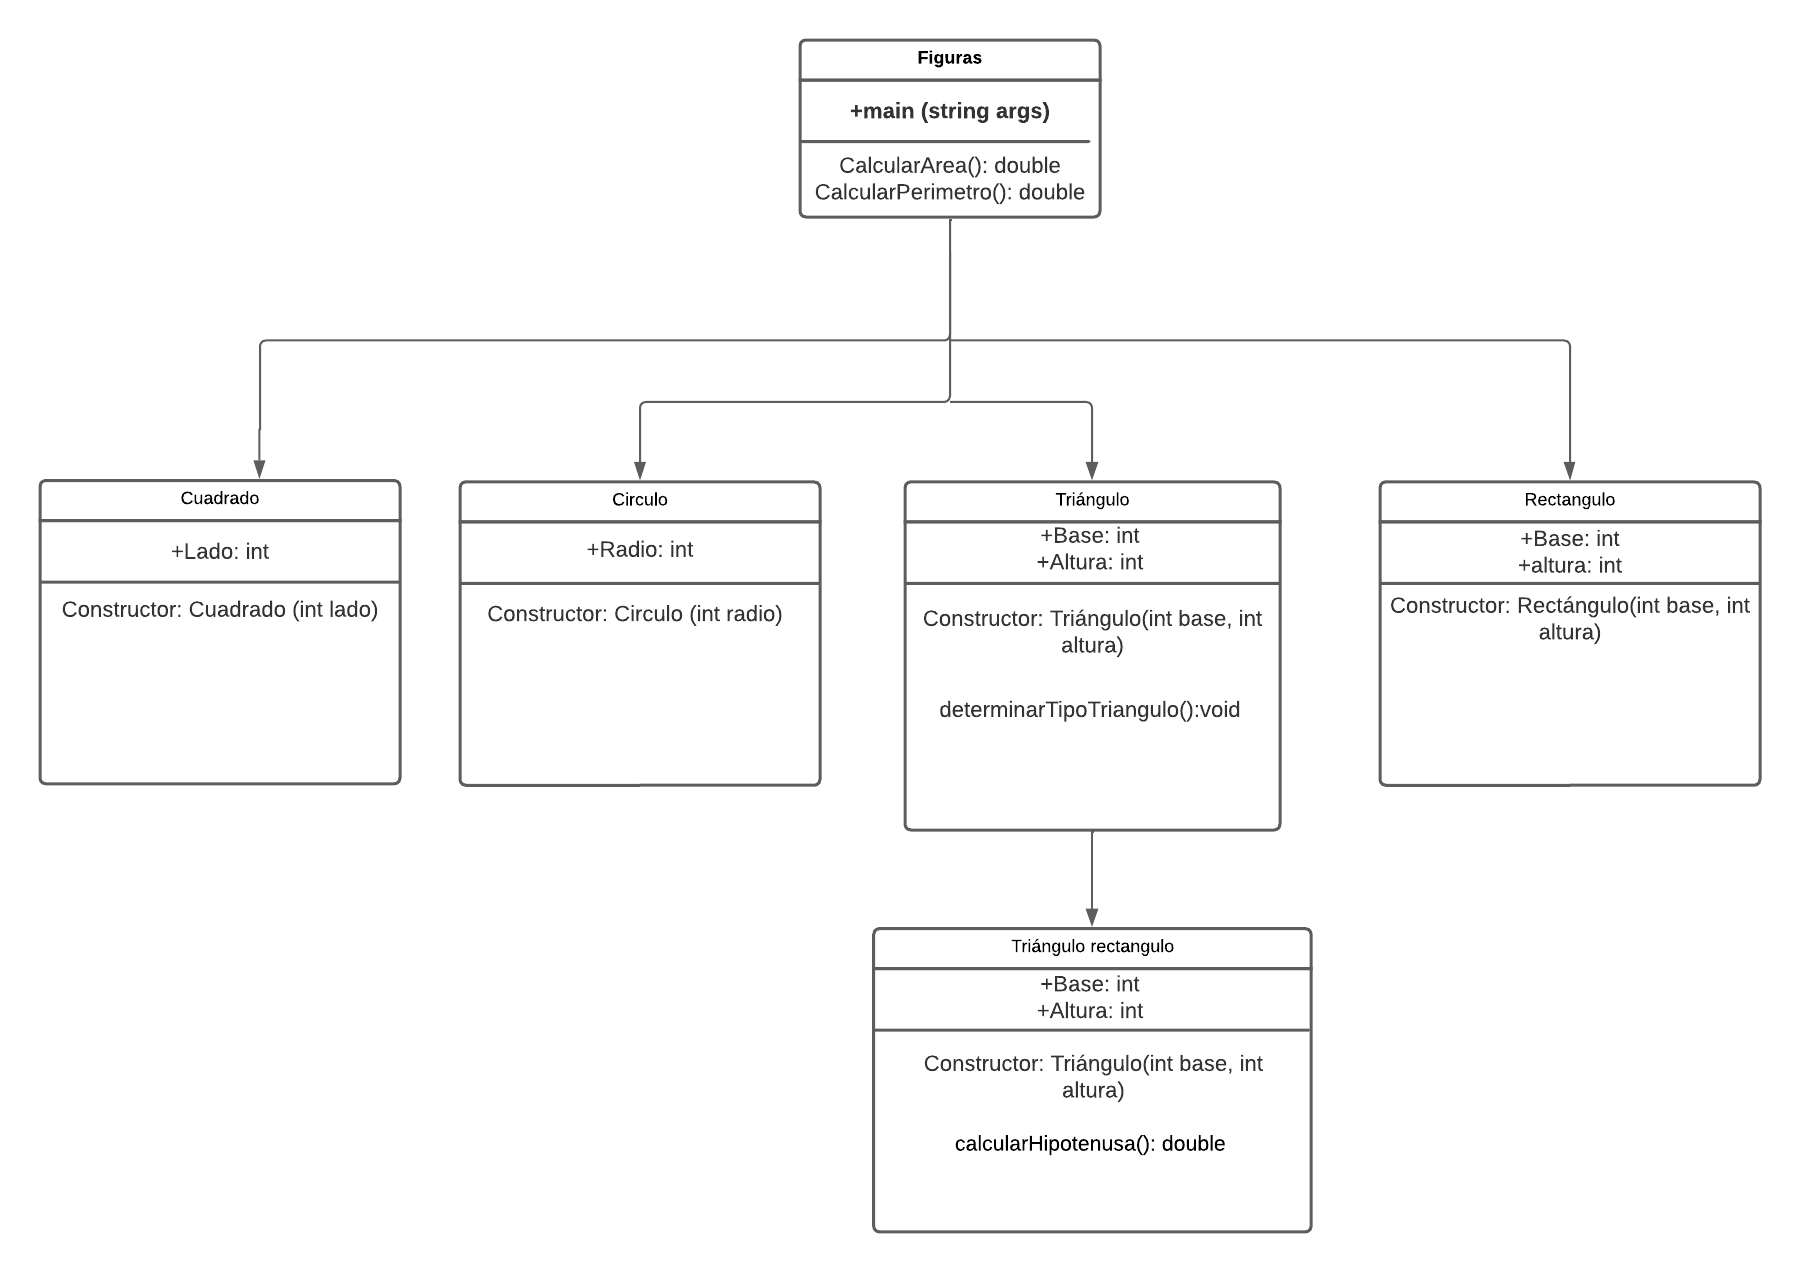 Figuras
+main (string args)
CalcularArea(): double
CalcularPerimetro(): double
Cuadrado
+Lado: int
Constructor: Cuadrado (int lado)
Circulo
+Radio: int
Constructor: Circulo (int radio)
Triángulo
+Base: int
+Altura: int
Constructor: Triángulo(int base, int
altura)
determinarTipoTriangulo():void
Rectangulo
+Base: int
+altura: int
Constructor: Rectángulo(int base, int
altura)
Triángulo rectangulo
+Base: int
+Altura: int
Constructor: Triángulo(int base, int
altura)
calcularHipotenusa(): double